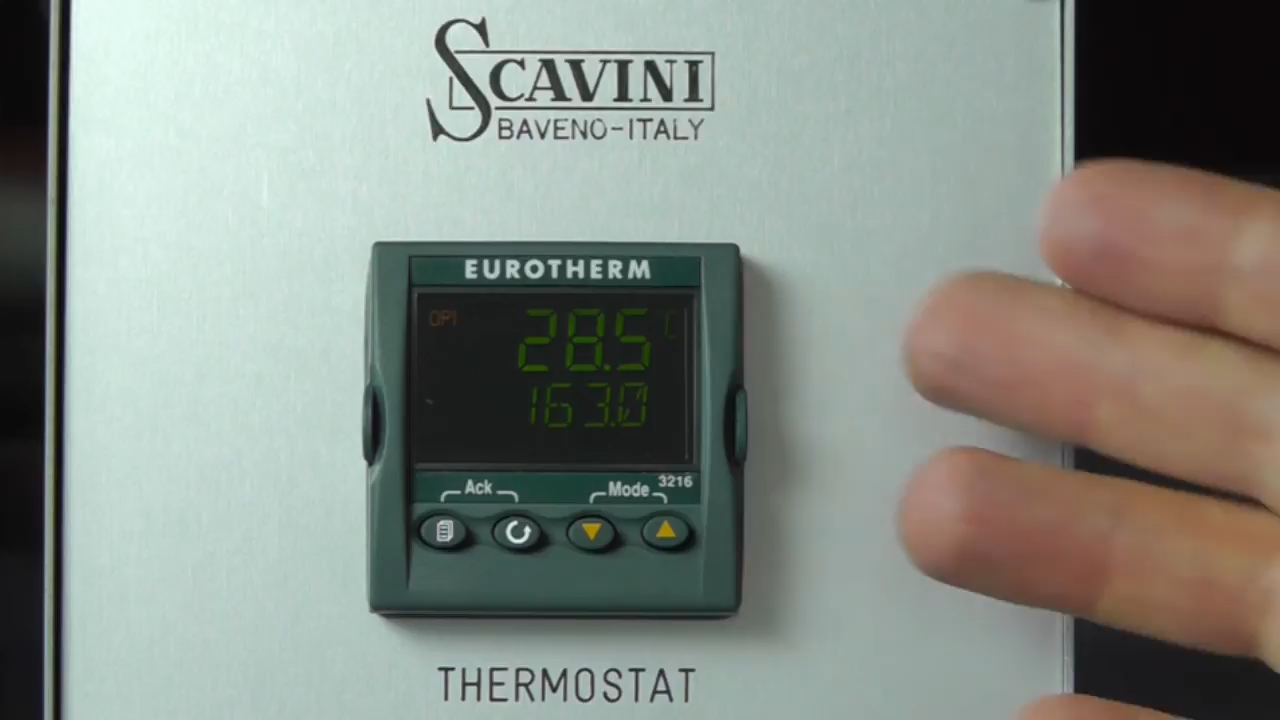 SCAVINI
BAVENO-ITALY
EUROTHERM
OP1
28.5
163.0
Ack
Mode
3216
THERMOSTAT